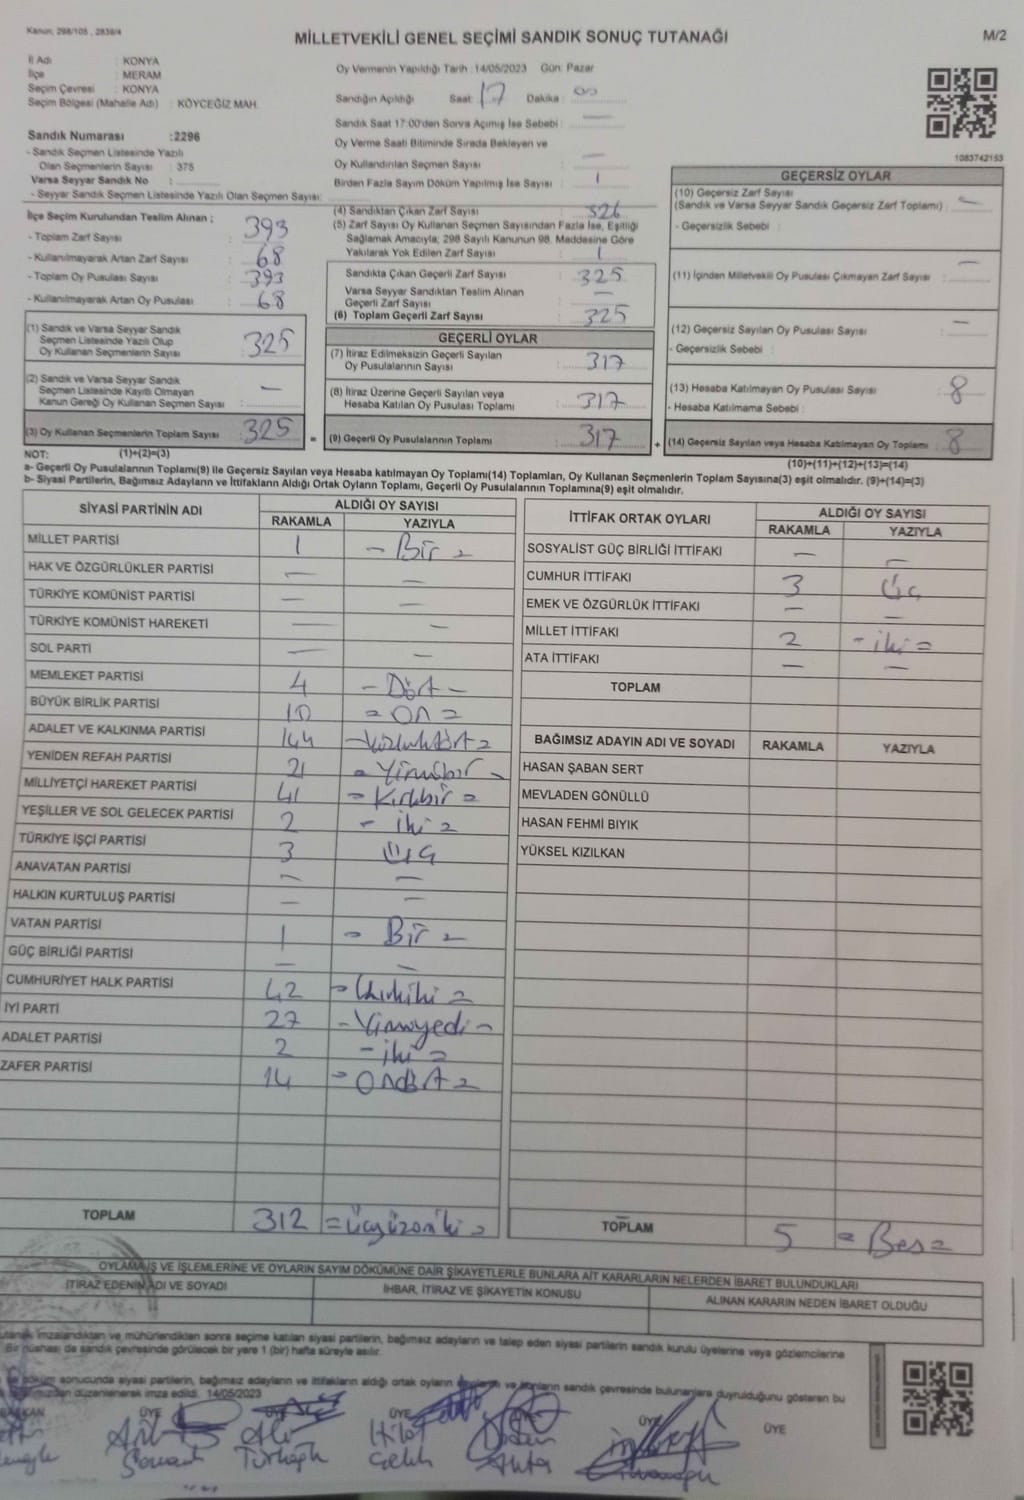 Kanun; 298/105 , 2839/4
MİLLETVEKİLİ GENEL SEÇİMİ SANDIK SONUÇ TUTANAĞI
M/2
İl Adı : KONYA
İlçe : MERAM
Seçim Çevresi : KONYA
Seçim Bölgesi (Mahalle Adı) : KÖYCEĞİZ MAH.
Sandık Numarası :2296
- Sandık Seçmen Listesinde Yazılı
Olan Seçmenlerin Sayısı : 375
Varsa Seyyar Sandık No :
- Seyyar Sandık Seçmen Listesinde Yazılı Olan Seçmen Sayısı:
Oy Vermenin Yapıldığı Tarih :14/05/2023 Gün: Pazar
Sandığın Açıldığı Saat: 17 Dakika : 00
Sandık Saat 17:00'den Sonra Açılmış İse Sebebi : —
Oy Verme Saati Bitiminde Sırada Bekleyen ve
Oy Kullandırılan Seçmen Sayısı : —
Birden Fazla Sayım Döküm Yapılmış İse Sayısı : 1
1083742153
İlçe Seçim Kurulundan Teslim Alınan ;
- Toplam Zarf Sayısı : 393
- Kullanılmayarak Artan Zarf Sayısı : 68
- Toplam Oy Pusulası Sayısı : 393
- Kullanılmayarak Artan Oy Pusulası : 68
(1) Sandık ve Varsa Seyyar Sandık
Seçmen Listesinde Yazılı Olup
Oy Kullanan Seçmenlerin Sayısı : 325
(2) Sandık ve Varsa Seyyar Sandık
Seçmen Listesinde Kayıtlı Olmayan
Kanun Gereği Oy Kullanan Seçmen Sayısı : —
(3) Oy Kullanan Seçmenlerin Toplam Sayısı : 325
(4) Sandıktan Çıkan Zarf Sayısı : 326
(5) Zarf Sayısı Oy Kullanan Seçmen Sayısından Fazla İse, Eşitliği
Sağlamak Amacıyla; 298 Sayılı Kanunun 98. Maddesine Göre
Yakılarak Yok Edilen Zarf Sayısı : 1
Sandıkta Çıkan Geçerli Zarf Sayısı : 325
Varsa Seyyar Sandıktan Teslim Alınan
Geçerli Zarf Sayısı : —
(6) Toplam Geçerli Zarf Sayısı : 325
GEÇERLİ OYLAR
(7) İtiraz Edilmeksizin Geçerli Sayılan
Oy Pusulalarının Sayısı : 317
(8) İtiraz Üzerine Geçerli Sayılan veya
Hesaba Katılan Oy Pusulası Toplamı : 317
= (9) Geçerli Oy Pusulalarının Toplamı : 317
GEÇERSİZ OYLAR
(10) Geçersiz Zarf Sayısı
(Sandık ve Varsa Seyyar Sandık Geçersiz Zarf Toplamı) : —
- Geçersizlik Sebebi :
(11) İçinden Milletvekili Oy Pusulası Çıkmayan Zarf Sayısı : —
(12) Geçersiz Sayılan Oy Pusulası Sayısı : —
- Geçersizlik Sebebi :
(13) Hesaba Katılmayan Oy Pusulası Sayısı : 8
- Hesaba Katılmama Sebebi :
+ (14) Geçersiz Sayılan veya Hesaba Katılmayan Oy Toplamı : 8
NOT: (1)+(2)=(3)
(10)+(11)+(12)+(13)=(14)
a- Geçerli Oy Pusulalarının Toplamı(9) ile Geçersiz Sayılan veya Hesaba katılmayan Oy Toplamı(14) Toplamları, Oy Kullanan Seçmenlerin Toplam Sayısına(3) eşit olmalıdır. (9)+(14)=(3)
b- Siyasi Partilerin, Bağımsız Adayların ve İttifakların Aldığı Ortak Oyların Toplamı, Geçerli Oy Pusulalarının Toplamına(9) eşit olmalıdır.
SİYASİ PARTİNİN ADI ALDIĞI OY SAYISI
RAKAMLA YAZIYLA
MİLLET PARTİSİ 1 - Bir =
HAK VE ÖZGÜRLÜKLER PARTİSİ — —
TÜRKİYE KOMÜNİST PARTİSİ — —
TÜRKİYE KOMÜNİST HAREKETİ — —
SOL PARTİ — —
MEMLEKET PARTİSİ 4 - Dört -
BÜYÜK BİRLİK PARTİSİ 10 = On =
ADALET VE KALKINMA PARTİSİ 144 - Yüzkırkdört =
YENİDEN REFAH PARTİSİ 21 = Yirmibir -
MİLLİYETÇİ HAREKET PARTİSİ 41 = Kırkbir =
YEŞİLLER VE SOL GELECEK PARTİSİ 2 - iki =
TÜRKİYE İŞÇİ PARTİSİ 3 Üç
ANAVATAN PARTİSİ — —
HALKIN KURTULUŞ PARTİSİ — —
VATAN PARTİSİ 1 = Bir =
GÜÇ BİRLİĞİ PARTİSİ — —
CUMHURİYET HALK PARTİSİ 42 = Kırkiki =
İYİ PARTİ 27 - Yirmiyedi -
ADALET PARTİSİ 2 - iki =
ZAFER PARTİSİ 14 = Ondört =
TOPLAM 312 = üçyüzoniki =
İTTİFAK ORTAK OYLARI ALDIĞI OY SAYISI
RAKAMLA YAZIYLA
SOSYALİST GÜÇ BİRLİĞİ İTTİFAKI — —
CUMHUR İTTİFAKI 3 Üç
EMEK VE ÖZGÜRLÜK İTTİFAKI — —
MİLLET İTTİFAKI 2 - iki =
ATA İTTİFAKI — —
TOPLAM
BAĞIMSIZ ADAYIN ADI VE SOYADI RAKAMLA YAZIYLA
HASAN ŞABAN SERT
MEVLADEN GÖNÜLLÜ
HASAN FEHMİ BIYIK
YÜKSEL KIZILKAN
TOPLAM 5 = Beş =
OYLAMA İŞ VE İŞLEMLERİNE VE OYLARIN SAYIM DÖKÜMÜNE DAİR ŞİKAYETLERLE BUNLARA AİT KARARLARIN NELERDEN İBARET BULUNDUKLARI
İTİRAZ EDENİN ADI VE SOYADI İHBAR, İTİRAZ VE ŞİKAYETİN KONUSU ALINAN KARARIN NEDEN İBARET OLDUĞU
imzalandıktan ve mühürlendikten sonra seçime katılan siyasi partilerin, bağımsız adayların ve talep eden siyasi partilerin sandık kurulu üyelerine veya gözlemcilerine
Bir nüshası da sandık çevresinde görülecek bir yere 1 (bir) hafta süreyle asılır.
döküm sonucunda siyasi partilerin, bağımsız adayların ve ittifakların aldığı ortak oyların ve bunların sandık çevresinde bulunanlara duyurulduğunu gösteren bu
düzenlenerek imza edildi. 14/05/2023
BAŞKAN ÜYE ÜYE ÜYE ÜYE
Ali Hilal
Türkoğlu Çelik